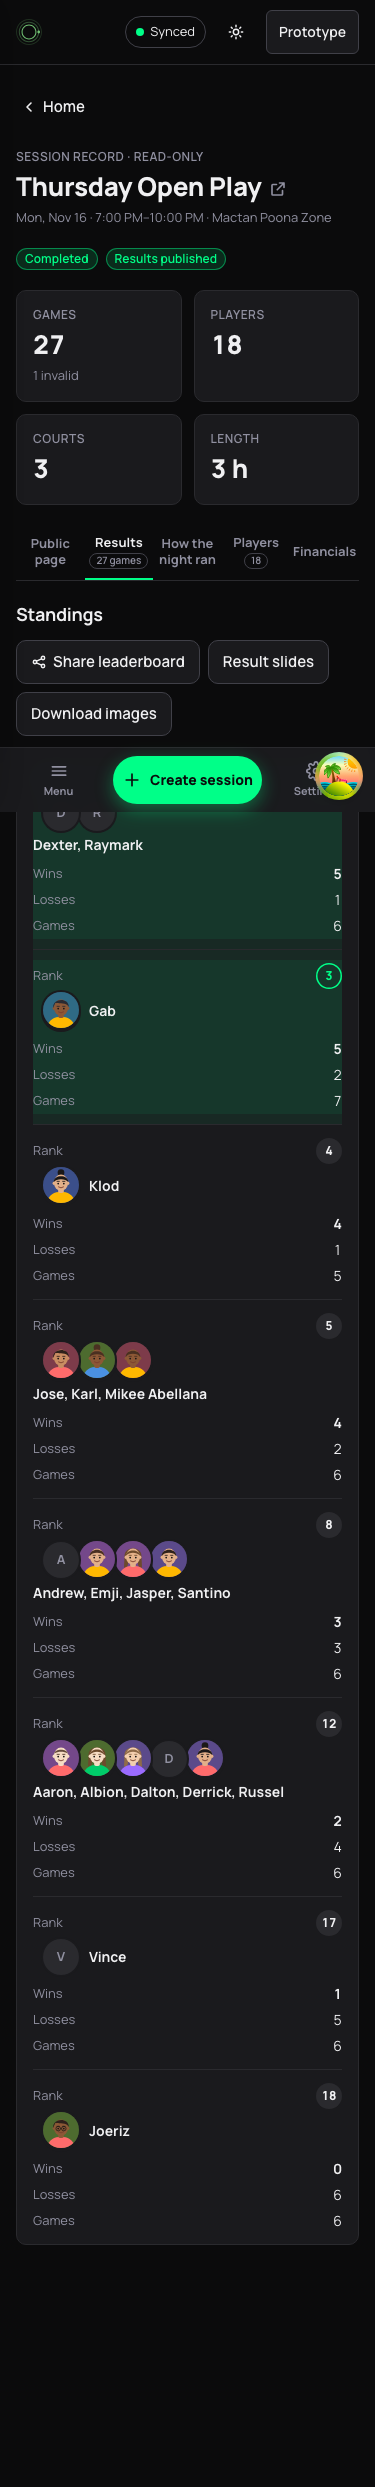 Synced
Prototype
Home
SESSION RECORD · READ-ONLY
Thursday Open Play
Mon, Nov 16 · 7:00 PM–10:00 PM · Mactan Poona Zone
Completed
Results published
GAMES
27
1 invalid
PLAYERS
18
COURTS
3
LENGTH
3 h
Public page
Results
27 games
How the night ran
Players
18
Financials
Standings
Share leaderboard
Result slides
Download images
Menu
Create session
D
R
Dexter, Raymark
Wins 5
Losses 1
Games 6
Rank 3
Gab
Wins 5
Losses 2
Games 7
Rank 4
Klod
Wins 4
Losses 1
Games 5
Rank 5
Jose, Karl, Mikee Abellana
Wins 4
Losses 2
Games 6
Rank 8
A
Andrew, Emji, Jasper, Santino
Wins 3
Losses 3
Games 6
Rank 12
D
Aaron, Albion, Dalton, Derrick, Russel
Wins 2
Losses 4
Games 6
Rank 17
V
Vince
Wins 1
Losses 5
Games 6
Rank 18
Joeriz
Wins 0
Losses 6
Games 6